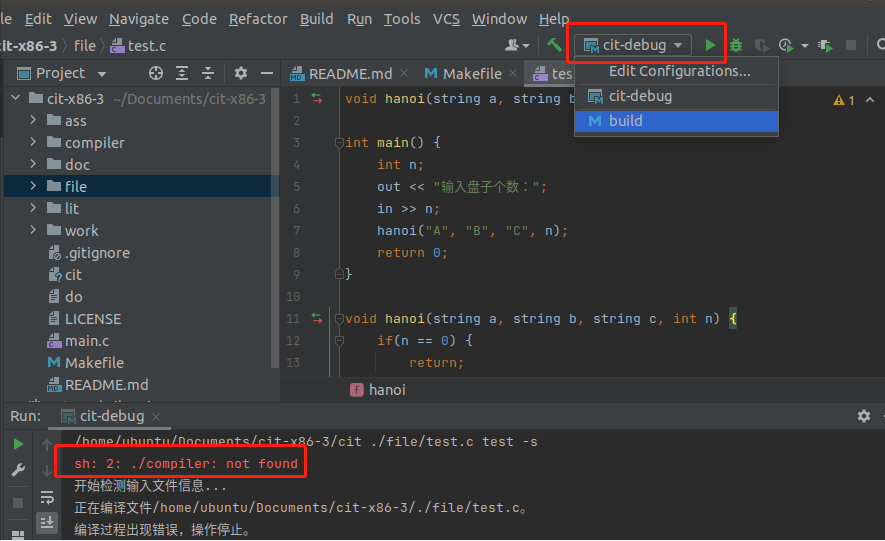 le Edit View Navigate Code Refactor Build Run Tools VCS Window Help
cit-x86-3 file test.c
cit-debug
Edit Configurations...
cit-debug
build
Project
README.md Makefile tes
cit-x86-3 ~/Documents/cit-x86-3
ass
compiler
doc
file
lit
work
.gitignore
cit
do
LICENSE
main.c
Makefile
README.md
1 void hanoi(string a, string b
1
2
3 int main() {
4 int n;
5 out << "输入盘子个数：";
6 in >> n;
7 hanoi("A", "B", "C", n);
8 return 0;
9 }
10
11 void hanoi(string a, string b, string c, int n) {
12 if(n == 0) {
13 return;
f hanoi
Run: cit-debug
/home/ubuntu/Documents/cit-x86-3/cit ./file/test.c test -s
sh: 2: ./compiler: not found
开始检测输入文件信息...
正在编译文件/home/ubuntu/Documents/cit-x86-3/./file/test.c。
编译过程出现错误，操作停止。